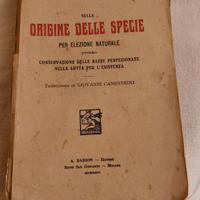 SULLA
ORIGINE DELLE SPECIE
PER ELEZIONE NATURALE
OVVERO
CONSERVAZIONE DELLE RAZZE PERFEZIONATE
NELLA LOTTA PER L'ESISTENZA
Traduzione di GIOVANNI CANESTRINI
A. BARION - Editore
Sesto San Giovanni - Milano